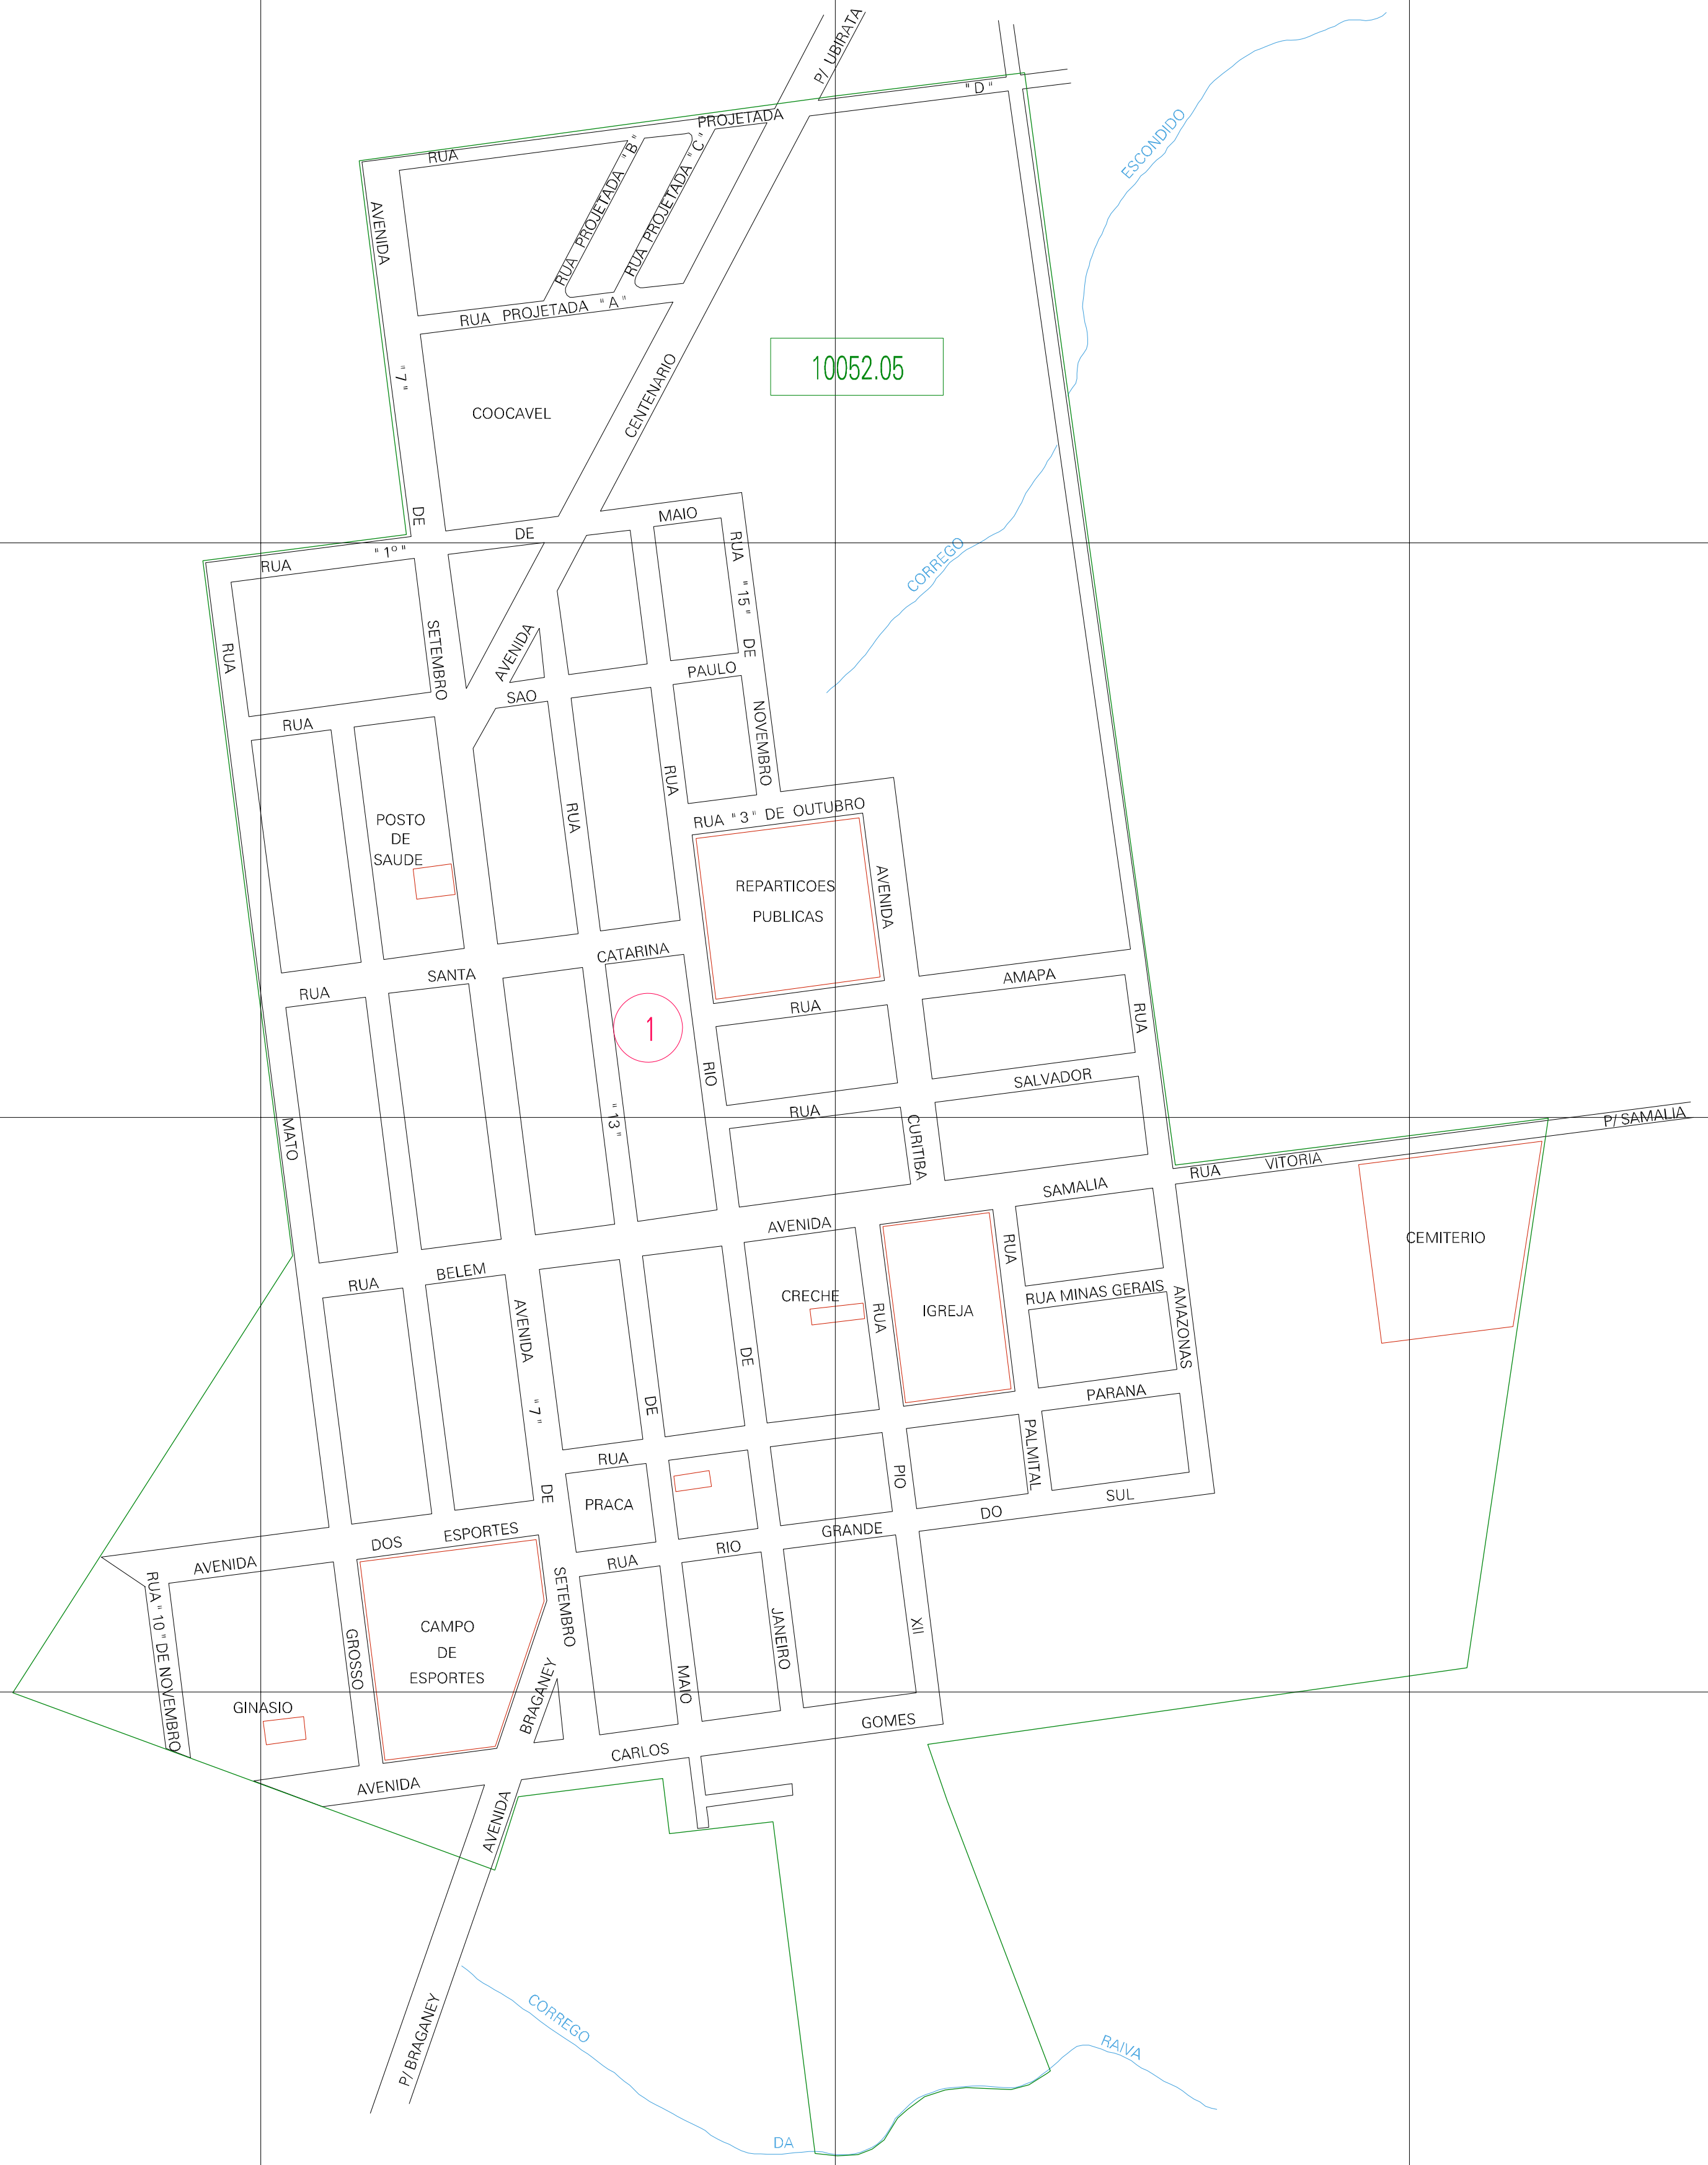 P/ UBIRATA
"D"
PROJETADA
RUA
RUA PROJETADA "B"
RUA PROJETADA "C"
ESCONDIDO
AVENIDA
RUA PROJETADA "A"
10052.05
"7"
CENTENARIO
COOCAVEL
DE
MAIO
DE
"1º"
RUA
RUA
"15"
DE
CORREGO
RUA
SETEMBRO
AVENIDA
PAULO
SAO
RUA
NOVEMBRO
RUA
RUA
RUA "3" DE OUTUBRO
POSTO
DE
SAUDE
REPARTICOES
PUBLICAS
AVENIDA
CATARINA
SANTA
RUA
AMAPA
RUA
RUA
1
RIO
SALVADOR
RUA
"13"
MATO
CURITIBA
P/ SAMALIA
RUA
VITORIA
SAMALIA
AVENIDA
RUA
CEMITERIO
BELEM
RUA
RUA MINAS GERAIS
CRECHE
RUA
IGREJA
AVENIDA
AMAZONAS
DE
PARANA
DE
"7"
RUA
PALMITAL
PIO
DE
PRACA
SUL
DO
GRANDE
ESPORTES
DOS
RIO
RUA
AVENIDA
RUA "10" DE NOVEMBRO
SETEMBRO
CAMPO
DE
ESPORTES
GROSSO
JANEIRO
XII
MAIO
BRAGANEY
GINASIO
GOMES
CARLOS
AVENIDA
AVENIDA
P/ BRAGANEY
CORREGO
RAIVA
DA